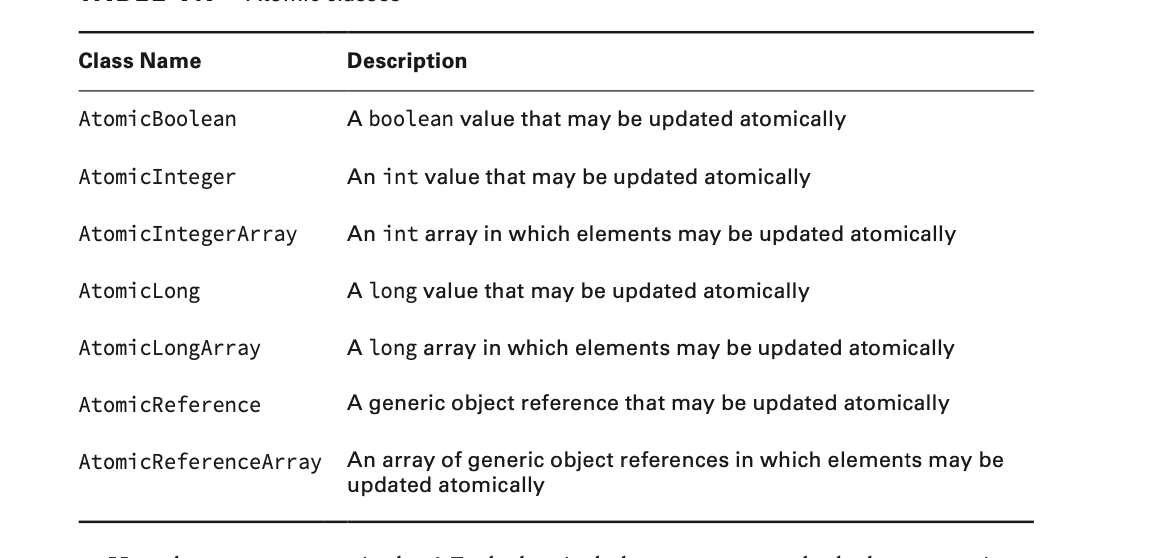 Atomic classes
Class Name Description
AtomicBoolean A boolean value that may be updated atomically
AtomicInteger An int value that may be updated atomically
AtomicIntegerArray An int array in which elements may be updated atomically
AtomicLong A long value that may be updated atomically
AtomicLongArray A long array in which elements may be updated atomically
AtomicReference A generic object reference that may be updated atomically
AtomicReferenceArray An array of generic object references in which elements may be
updated atomically